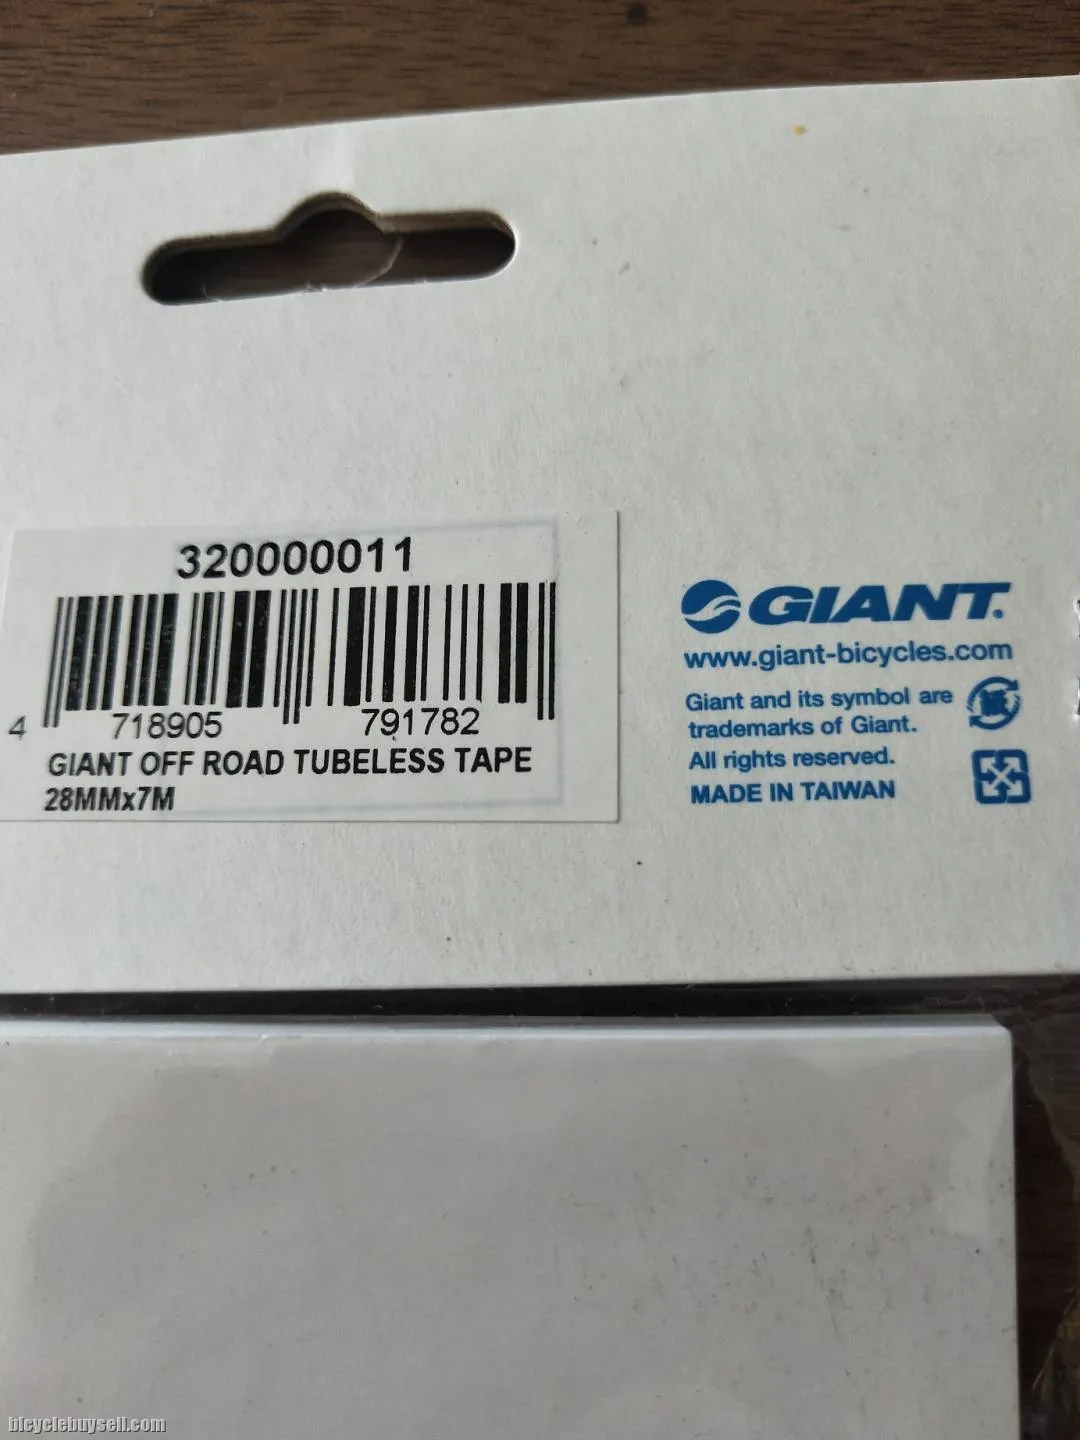 320000011
4 718905 791782
GIANT OFF ROAD TUBELESS TAPE
28MMx7M
GIANT.
www.giant-bicycles.com
Giant and its symbol are
trademarks of Giant.
All rights reserved.
MADE IN TAIWAN
bicyclebuysell.com